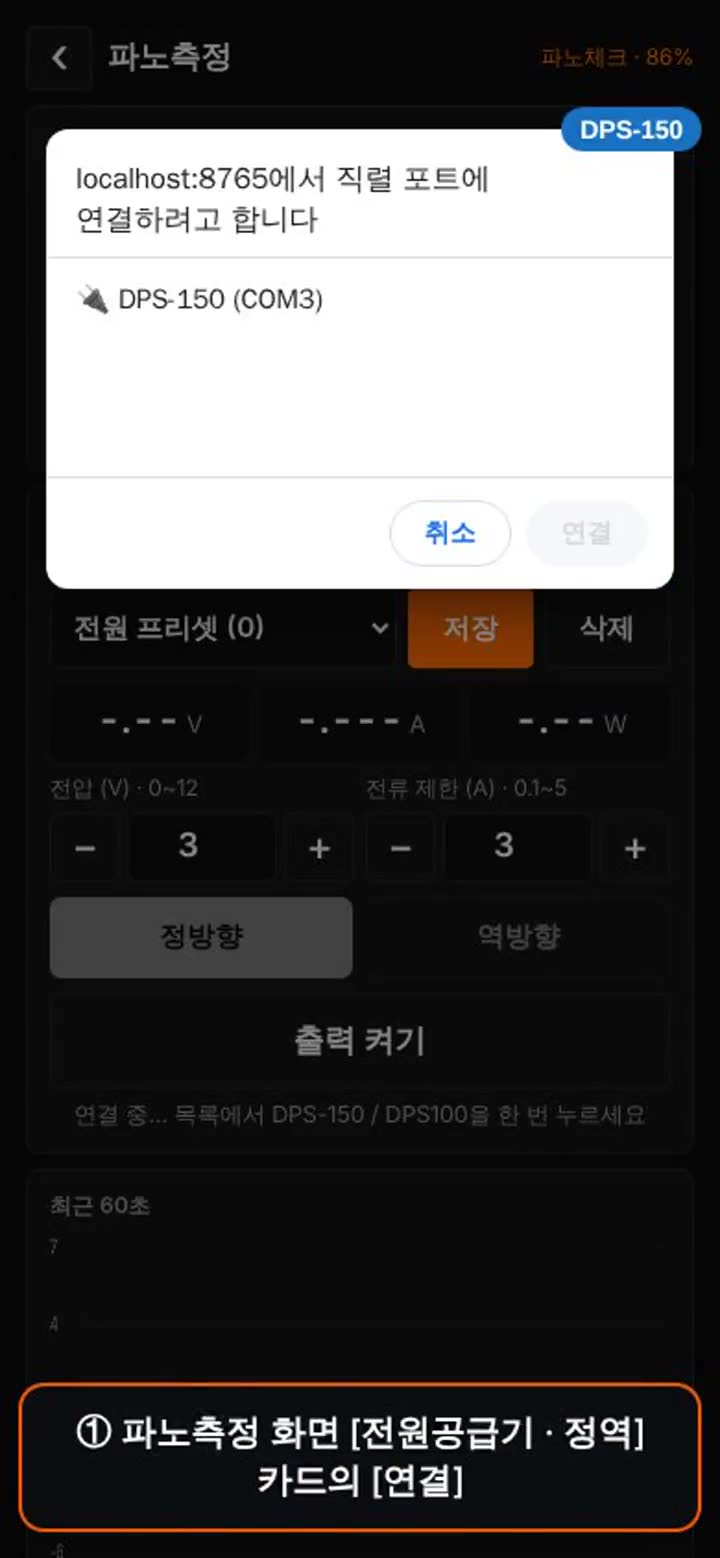 파노측정
파노체크 · 86%
DPS-150
localhost:8765에서 직렬 포트에
연결하려고 합니다
DPS-150 (COM3)
취소
연결
전원 프리셋 (0)
저장
삭제
-.-- V
-.--- A
-.-- W
전압 (V) · 0~12
전류 제한 (A) · 0.1~5
− 3 +
− 3 +
정방향
역방향
출력 켜기
연결 중... 목록에서 DPS-150 / DPS100을 한 번 누르세요
최근 60초
7
4
① 파노측정 화면 [전원공급기 · 정역]
카드의 [연결]